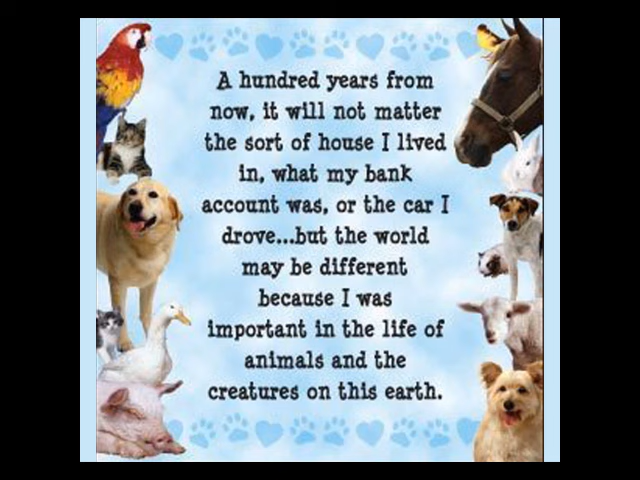 A hundred years from
now, it will not matter
the sort of house I lived
in, what my bank
account was, or the car I
drove...but the world
may be different
because I was
important in the life of
animals and the
creatures on this earth.